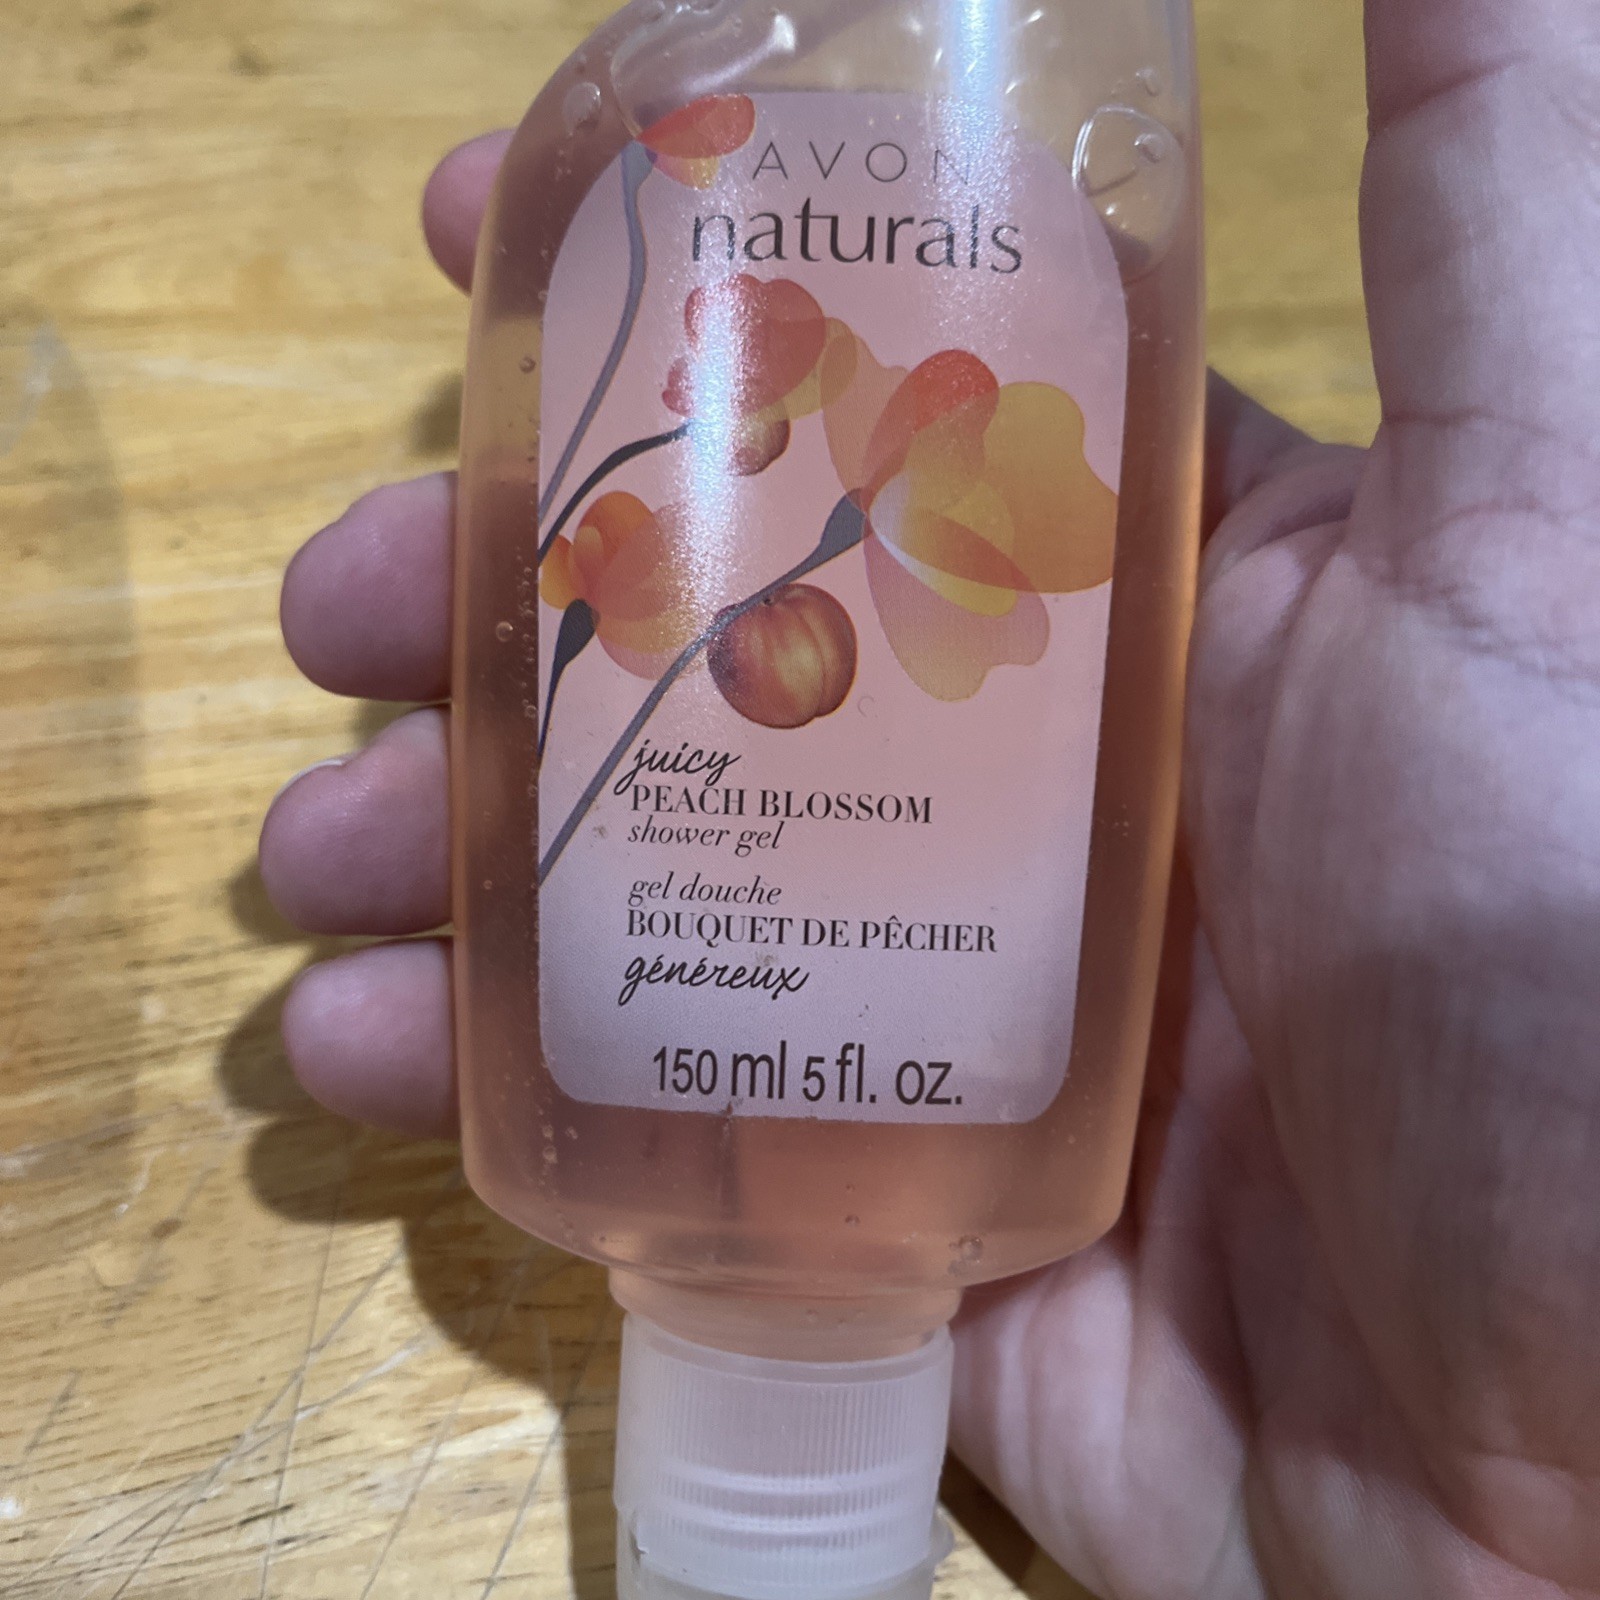 AVON
naturals
juicy
PEACH BLOSSOM
shower gel
gel douche
BOUQUET DE PÊCHER
généreux
150 ml 5 fl. oz.